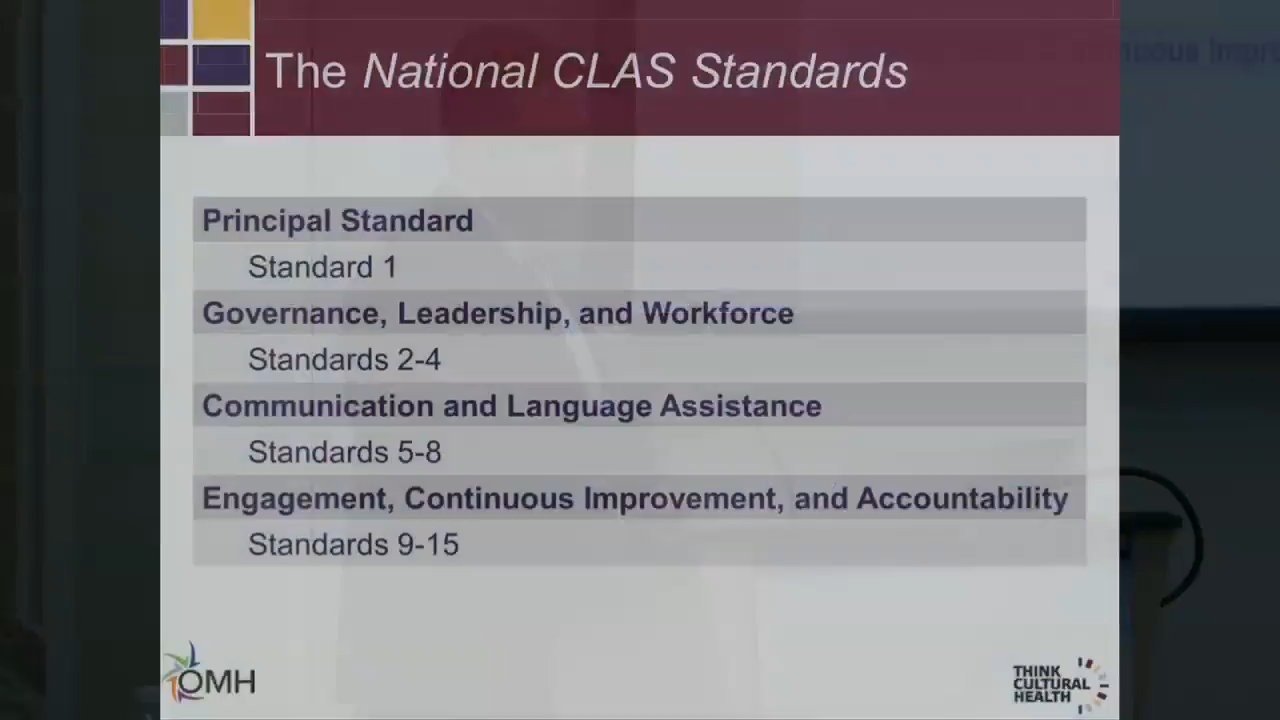 The National CLAS Standards
Principal Standard
Standard 1
Governance, Leadership, and Workforce
Standards 2-4
Communication and Language Assistance
Standards 5-8
Engagement, Continuous Improvement, and Accountability
Standards 9-15
OMH
THINK
CULTURAL
HEALTH